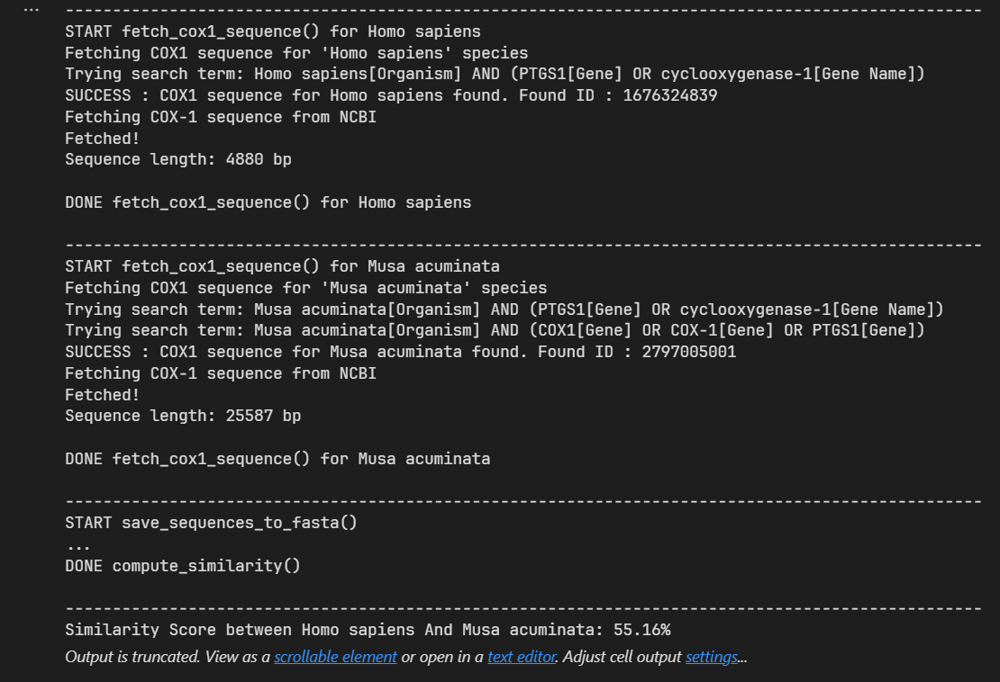 ...
-------------------------------------------------------------------------------------------------
START fetch_cox1_sequence() for Homo sapiens
Fetching COX1 sequence for 'Homo sapiens' species
Trying search term: Homo sapiens[Organism] AND (PTGS1[Gene] OR cyclooxygenase-1[Gene Name])
SUCCESS : COX1 sequence for Homo sapiens found. Found ID : 1676324839
Fetching COX-1 sequence from NCBI
Fetched!
Sequence length: 4880 bp
DONE fetch_cox1_sequence() for Homo sapiens
-------------------------------------------------------------------------------------------------
START fetch_cox1_sequence() for Musa acuminata
Fetching COX1 sequence for 'Musa acuminata' species
Trying search term: Musa acuminata[Organism] AND (PTGS1[Gene] OR cyclooxygenase-1[Gene Name])
Trying search term: Musa acuminata[Organism] AND (COX1[Gene] OR COX-1[Gene] OR PTGS1[Gene])
SUCCESS : COX1 sequence for Musa acuminata found. Found ID : 2797005001
Fetching COX-1 sequence from NCBI
Fetched!
Sequence length: 25587 bp
DONE fetch_cox1_sequence() for Musa acuminata
-------------------------------------------------------------------------------------------------
START save_sequences_to_fasta()
...
DONE compute_similarity()
-------------------------------------------------------------------------------------------------
Similarity Score between Homo sapiens And Musa acuminata: 55.16%
Output is truncated. View as a scrollable element or open in a text editor. Adjust cell output settings...